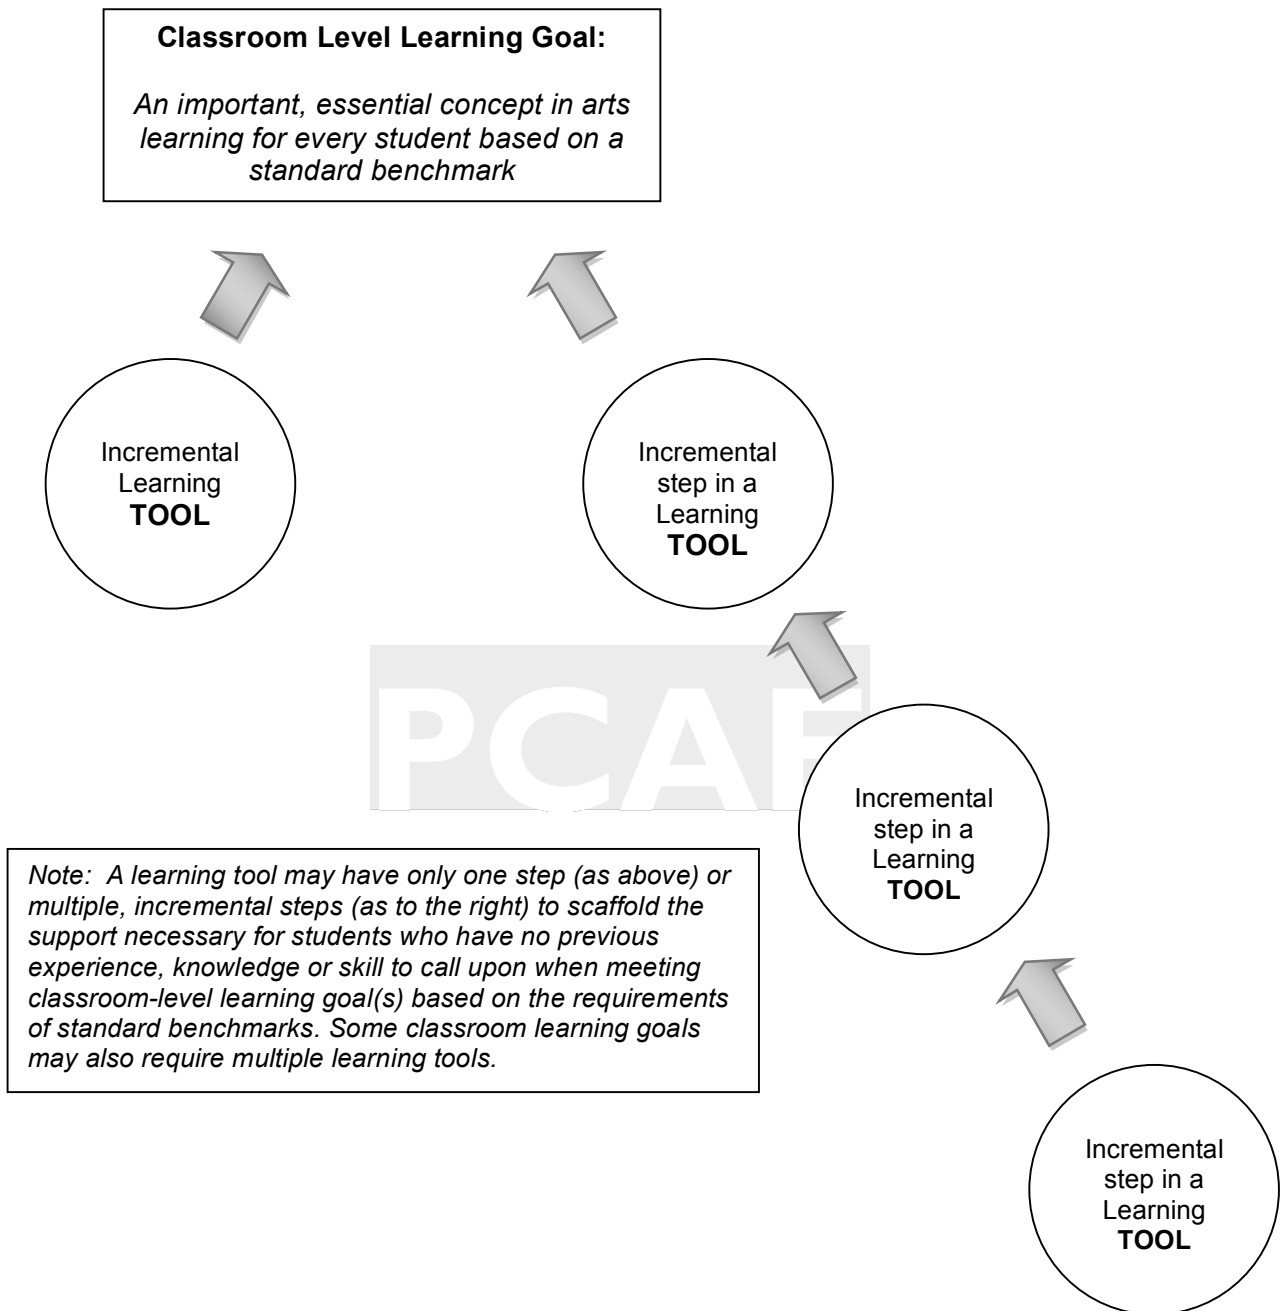 Classroom Level Learning Goal:
An important, essential concept in arts
learning for every student based on a
standard benchmark
Incremental
Learning
TOOL
Incremental
step in a
Learning
TOOL
PCAE
Incremental
step in a
Learning
TOOL
Note:  A learning tool may have only one step (as above) or
multiple, incremental steps (as to the right) to scaffold the
support necessary for students who have no previous
experience, knowledge or skill to call upon when meeting
classroom-level learning goal(s) based on the requirements
of standard benchmarks. Some classroom learning goals
may also require multiple learning tools.
Incremental
step in a
Learning
TOOL